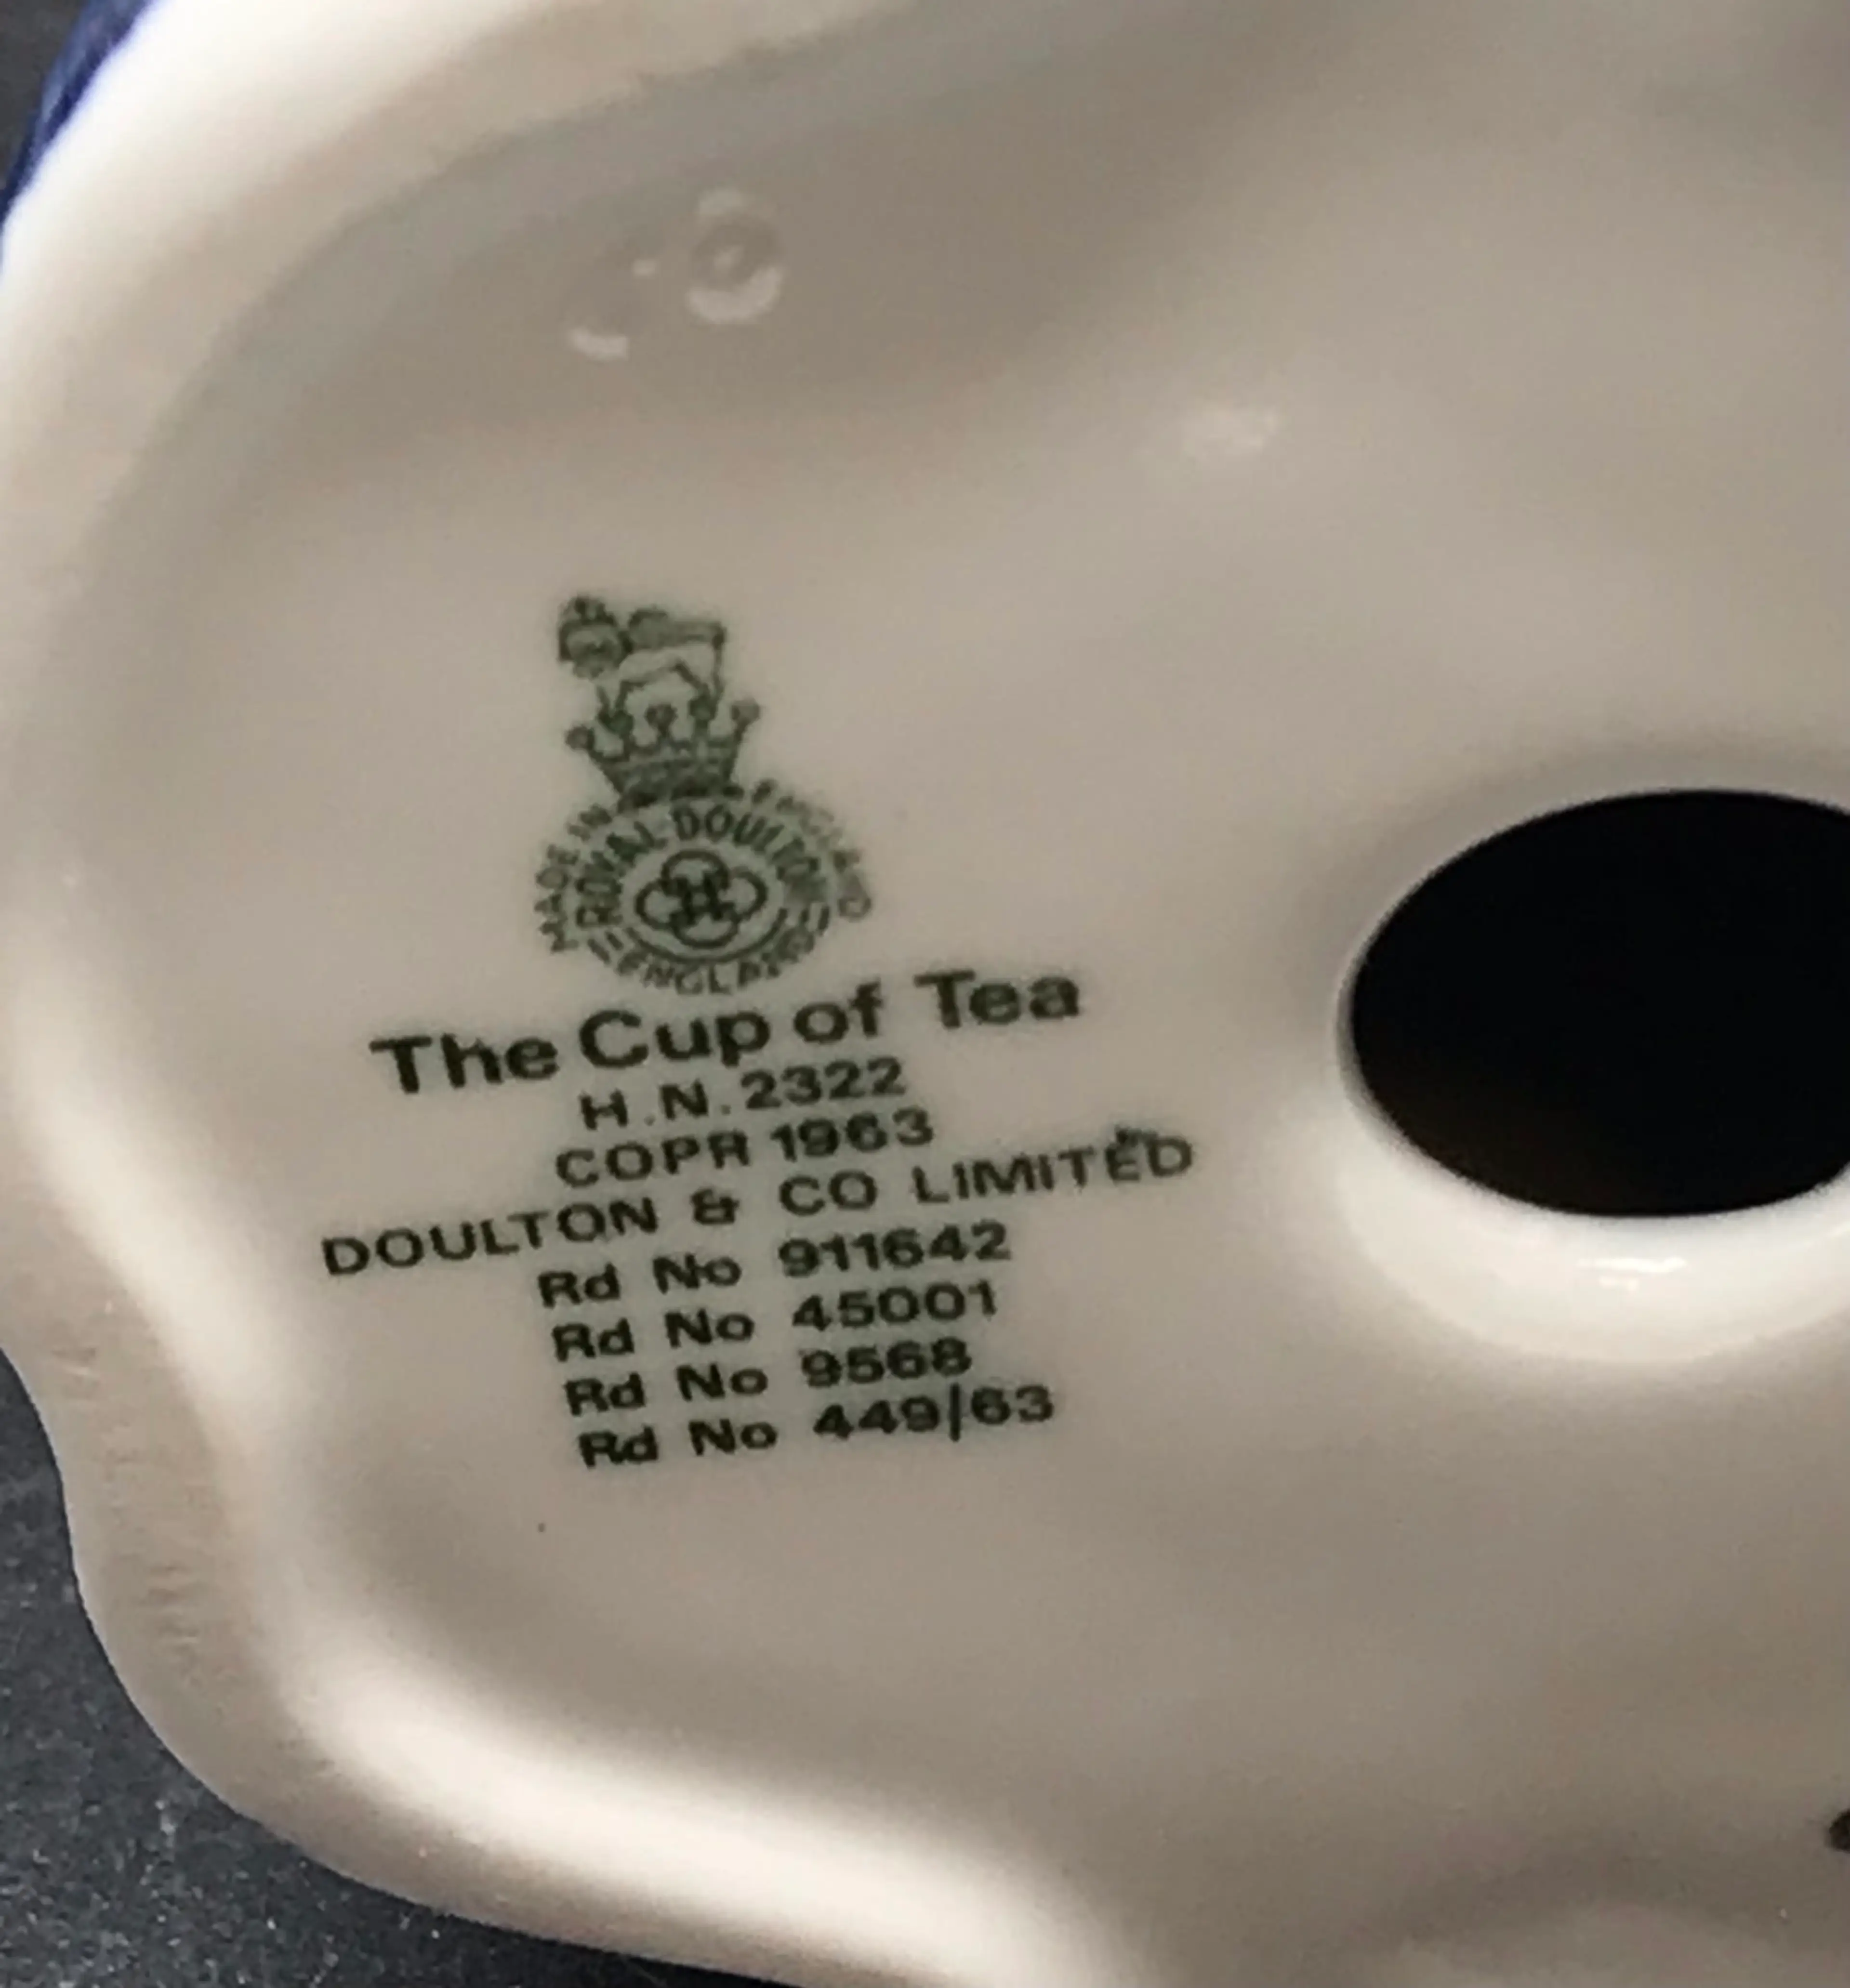 MADE IN ENGLAND
ROYAL DOULTON
ENGLAND
The Cup of Tea
H.N.2322
COPR 1963
DOULTON & CO LIMITED
Rd No 911642
Rd No 45001
Rd No 9568
Rd No 449/63